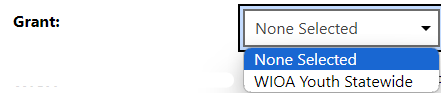 Grant: None Selected
None Selected
WIOA Youth Statewide